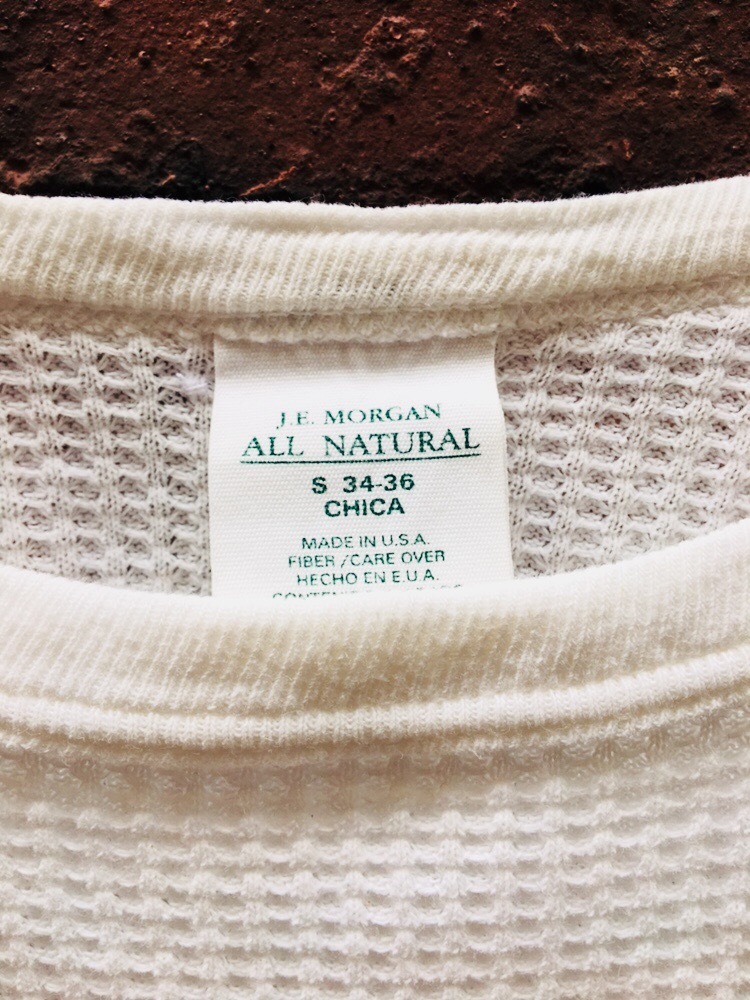 J.E. MORGAN
ALL NATURAL
S 34-36
CHICA
MADE IN U.S.A.
FIBER /CARE OVER
HECHO EN E.U.A.